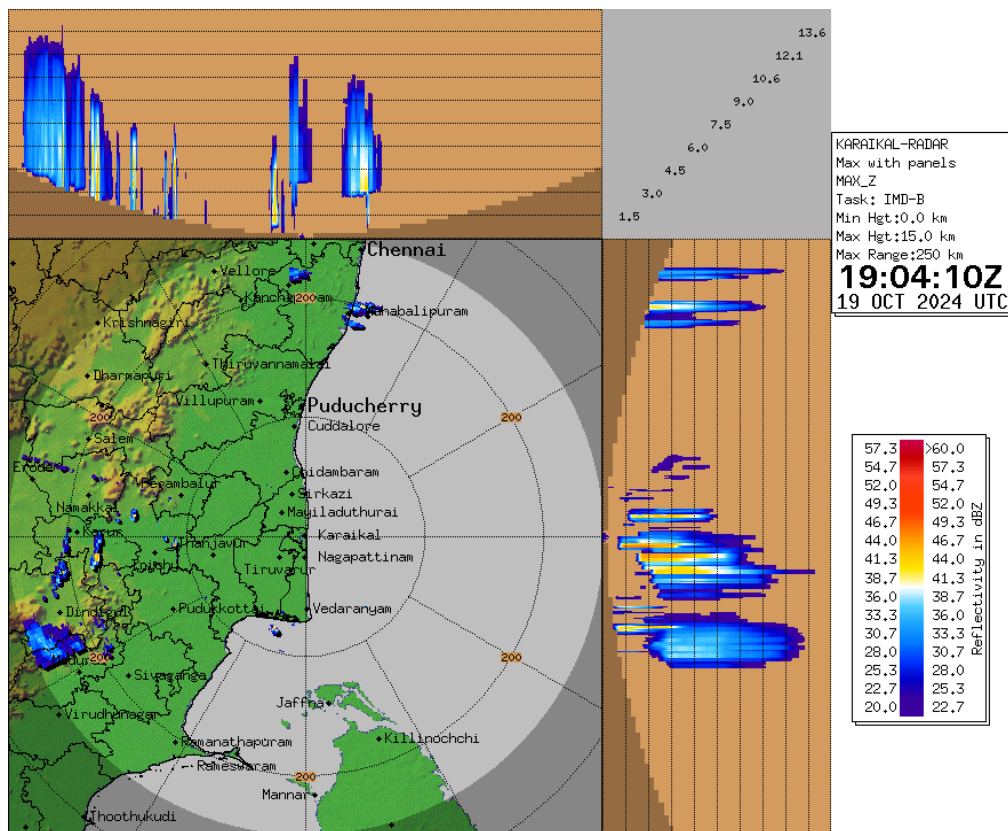 13.6
12.1
10.6
9.0
7.5
6.0
4.5
3.0
1.5
KARAIKAL-RADAR
Max with panels
MAX_Z
Task: IMD-B
Min Hgt:0.0 km
Max Hgt:15.0 km
Max Range:250 km
19:04:10Z
19 OCT 2024 UTC
Chennai
Vellore
200
Krishnagiri
Mahabalipuram
Thiruvannamalai
Dharmapuri
Villupuram
Puducherry
200
200
Cuddalore
Salem
Erode
Chidambaram
Perambalur
Sirkazi
Namakkal
Mayiladuthurai
Karur
Karaikal
Thanjavur
Nagapattinam
Tiruvarur
Dindigul
Pudukkottai
Vedaranyam
200
200
Sivaganga
Jaffna
Virudhunagar
Ramanathapuram
Killinochchi
Rameswaram
200
Mannar
Thoothukudi
57.3 >60.0
54.7 57.3
52.0 54.7
49.3 52.0
46.7 49.3
44.0 46.7
41.3 44.0
38.7 41.3
36.0 38.7
33.3 36.0
30.7 33.3
28.0 30.7
25.3 28.0
22.7 25.3
20.0 22.7
Reflectivity in dBZ